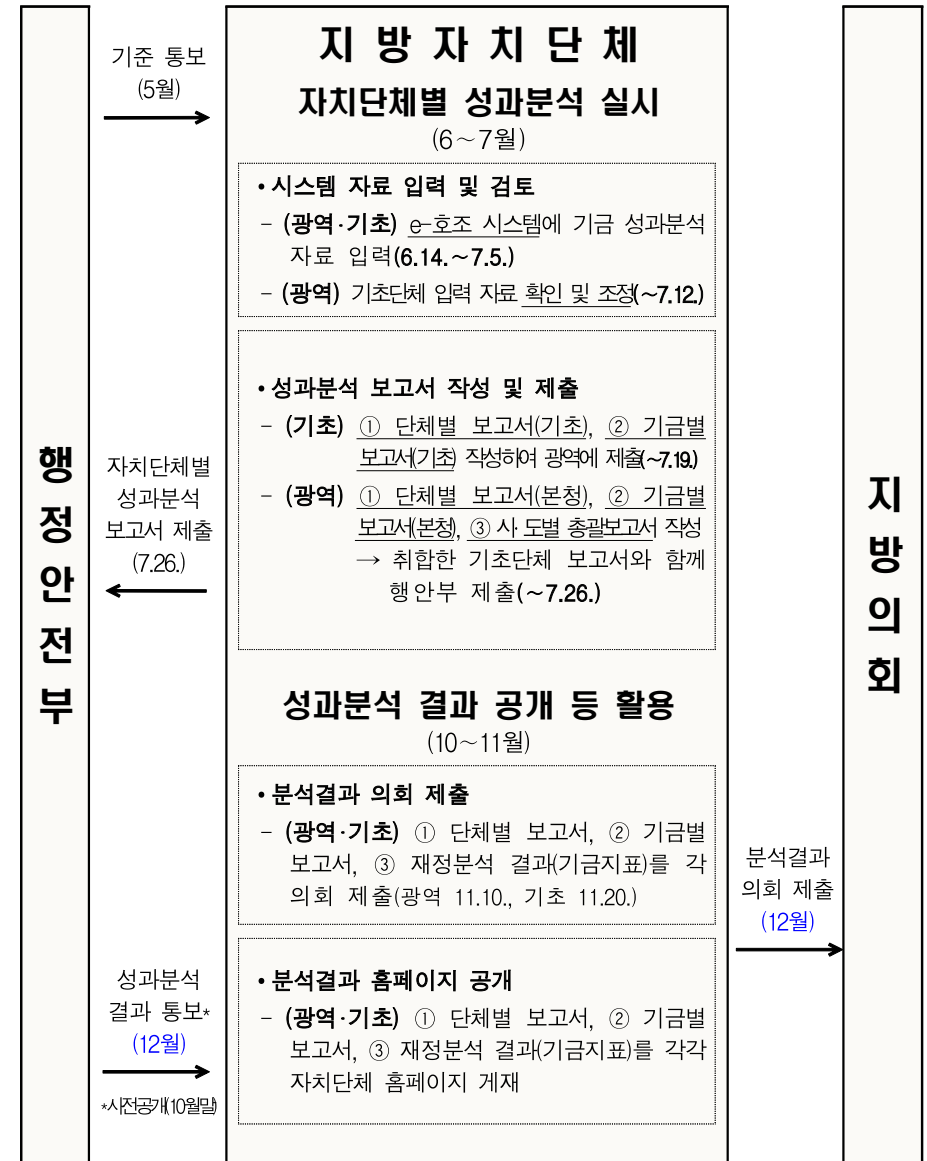 기준 통보
(5월)
지 방 자 치 단 체
자치단체별 성과분석 실시
(6～7월)
• 시스템 자료 입력 및 검토
－ (광역·기초) e-호조 시스템에 기금 성과분석
자료 입력(6.14.～7.5.)
－ (광역) 기초단체 입력 자료 확인 및 조정(~7.12.)
• 성과분석 보고서 작성 및 제출
－ (기초) ① 단체별 보고서(기초), ② 기금별
보고서(기초) 작성하여 광역에 제출(~7.19.)
－ (광역) ① 단체별 보고서(본청), ② 기금별
보고서(본청), ③ 시·도별 총괄보고서 작성
→ 취합한 기초단체 보고서와 함께
행안부 제출(～7.26.)
행
정
안
전
부
자치단체별
성과분석
보고서 제출
(7.26.)
지
방
의
회
성과분석 결과 공개 등 활용
(10～11월)
• 분석결과 의회 제출
－ (광역·기초) ① 단체별 보고서, ② 기금별
보고서, ③ 재정분석 결과(기금지표)를 각
의회 제출(광역 11.10., 기초 11.20.)
분석결과
의회 제출
(12월)
• 분석결과 홈페이지 공개
－ (광역·기초) ① 단체별 보고서, ② 기금별
보고서, ③ 재정분석 결과(기금지표)를 각각
자치단체 홈페이지 게재
성과분석
결과 통보*
(12월)
*사전공개(10월말)